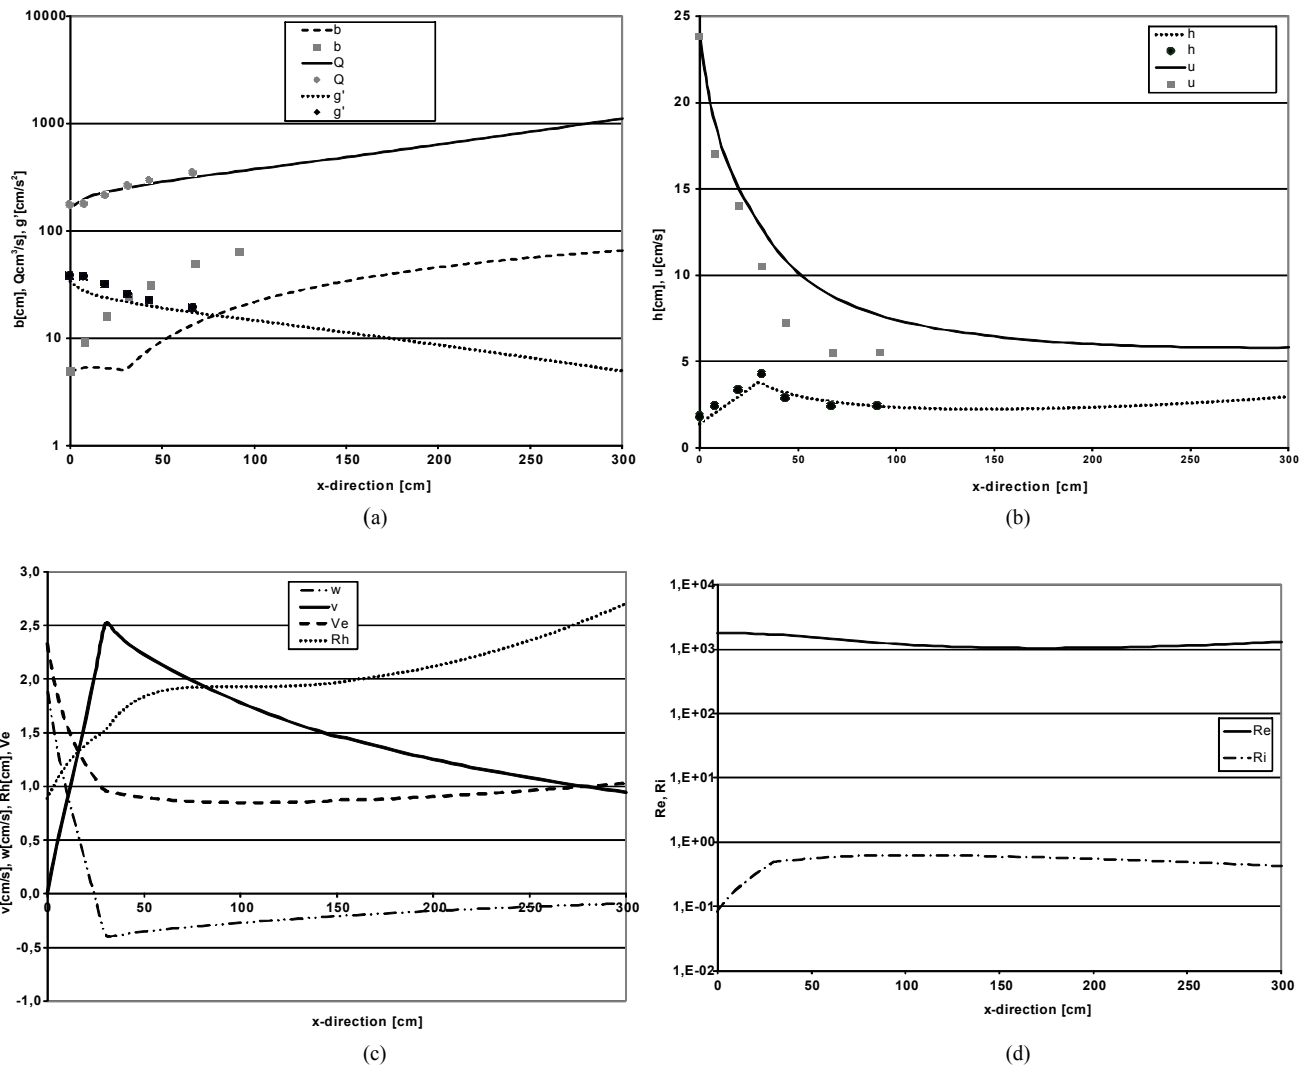 10000
1000
100
10
1
b[cm], Qcm³/s], g'[cm/s²]
b
b
Q
Q
g'
g'
0 50 100 150 200 250 300
x-direction [cm]
(a)
25
20
15
10
5
0
h[cm], u[cm/s]
h
h
u
u
0 50 100 150 200 250 300
x-direction [cm]
(b)
3,0
2,5
2,0
1,5
1,0
0,5
0,0
-0,5
-1,0
v[cm/s], w[cm/s], Rh[cm], Ve
w
v
Ve
Rh
0 50 100 150 200 250 300
x-direction [cm]
(c)
1,E+04
1,E+03
1,E+02
1,E+01
1,E+00
1,E-01
1,E-02
Re, Ri
Re
Ri
0 50 100 150 200 250 300
x-direction [cm]
(d)